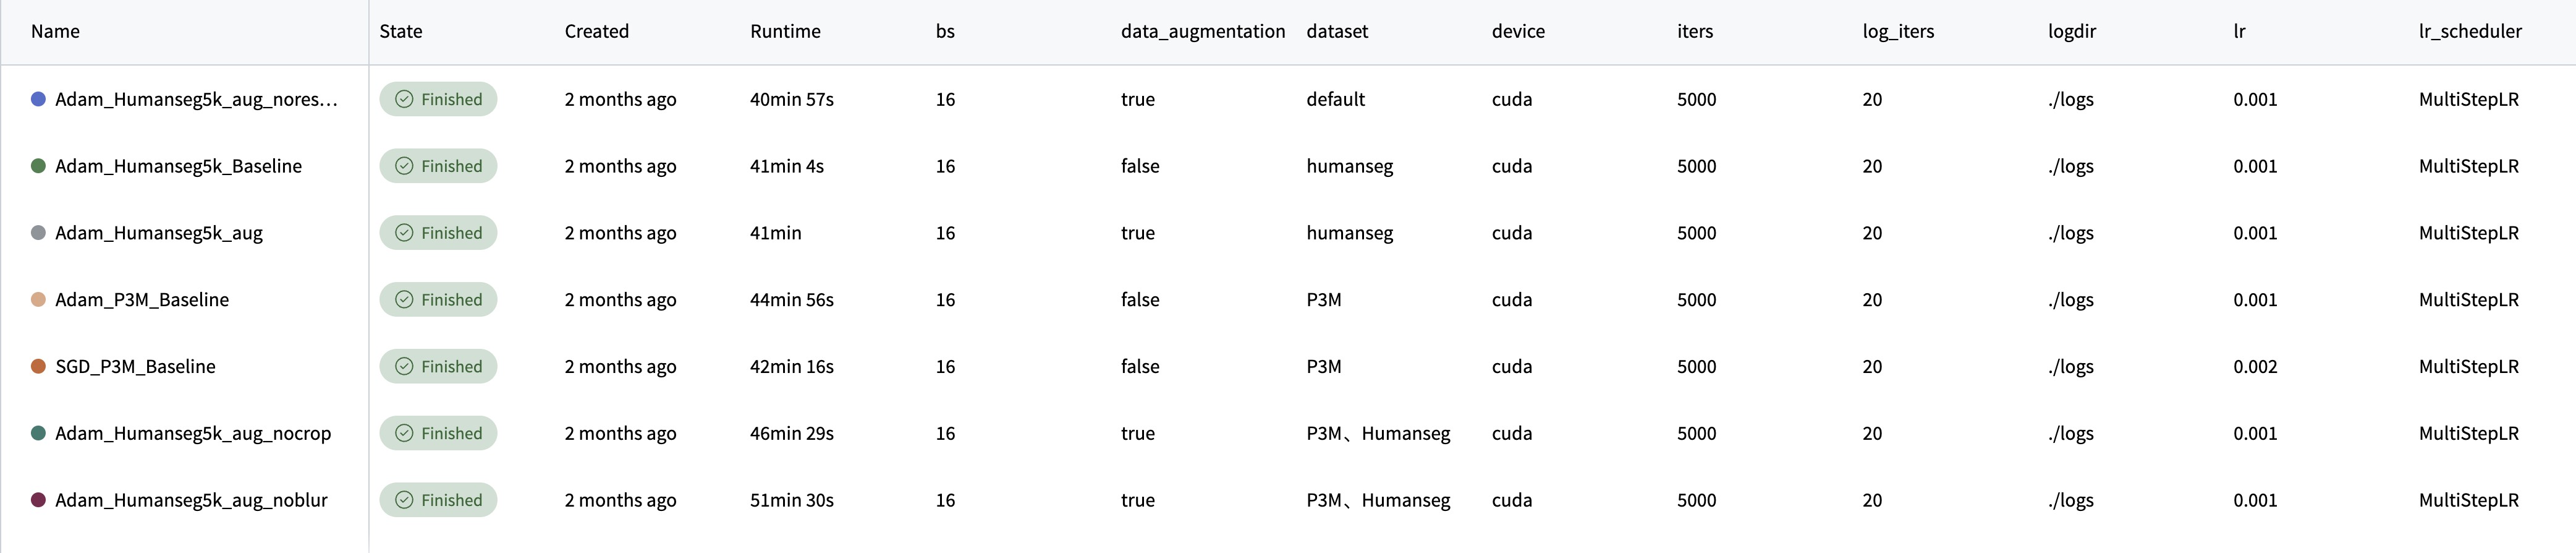 Name State Created Runtime bs data_augmentation dataset device iters log_iters logdir lr lr_scheduler
Adam_Humanseg5k_aug_nores… Finished 2 months ago 40min 57s 16 true default cuda 5000 20 ./logs 0.001 MultiStepLR
Adam_Humanseg5k_Baseline Finished 2 months ago 41min 4s 16 false humanseg cuda 5000 20 ./logs 0.001 MultiStepLR
Adam_Humanseg5k_aug Finished 2 months ago 41min 16 true humanseg cuda 5000 20 ./logs 0.001 MultiStepLR
Adam_P3M_Baseline Finished 2 months ago 44min 56s 16 false P3M cuda 5000 20 ./logs 0.001 MultiStepLR
SGD_P3M_Baseline Finished 2 months ago 42min 16s 16 false P3M cuda 5000 20 ./logs 0.002 MultiStepLR
Adam_Humanseg5k_aug_nocrop Finished 2 months ago 46min 29s 16 true P3M、Humanseg cuda 5000 20 ./logs 0.001 MultiStepLR
Adam_Humanseg5k_aug_noblur Finished 2 months ago 51min 30s 16 true P3M、Humanseg cuda 5000 20 ./logs 0.001 MultiStepLR